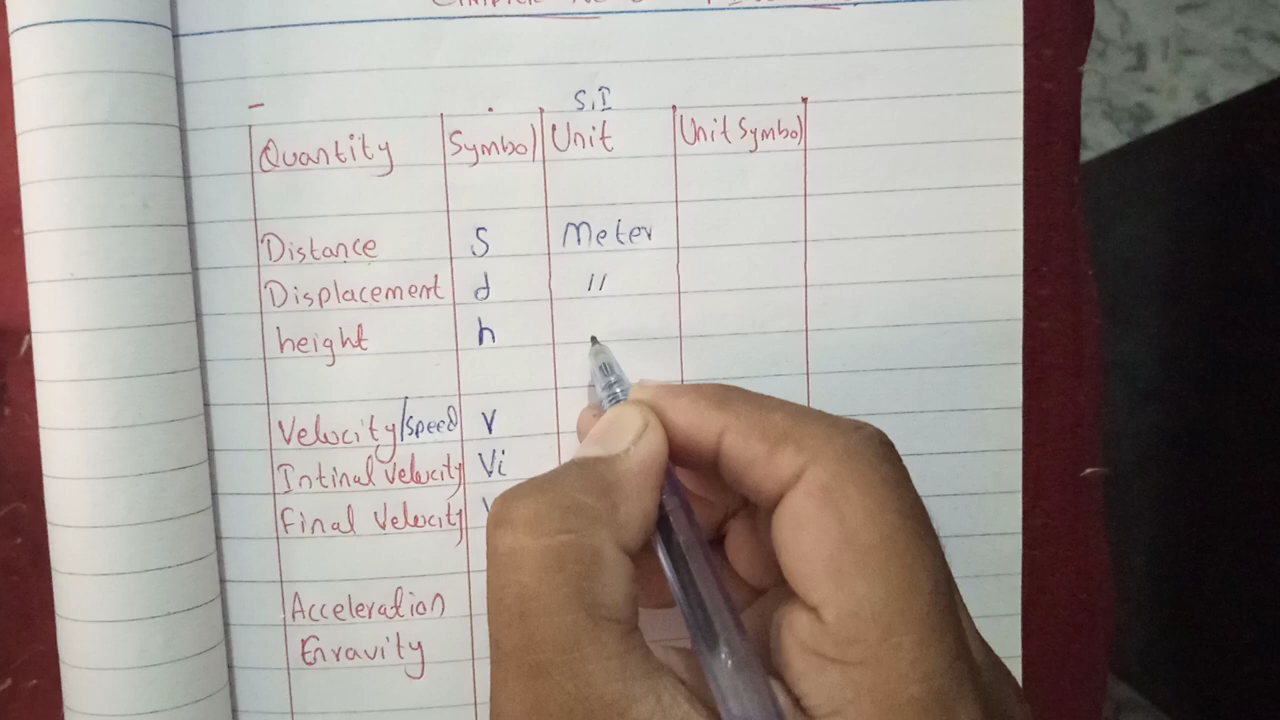 S.I
Quantity Symbol Unit Unit Symbol
Distance S Meter
Displacement d "
height h
Velocity/speed V
Intinal Velocity Vi
Final Velocity
Acceleration
Gravity